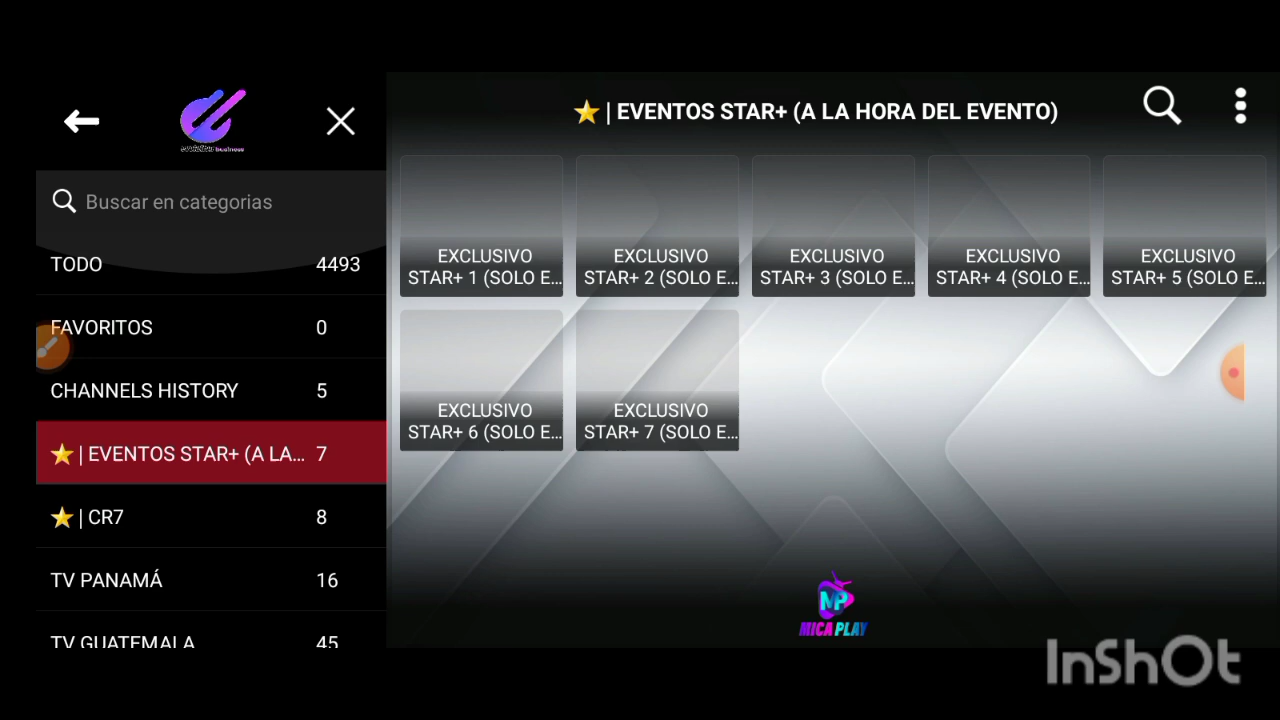 ⭐ | EVENTOS STAR+ (A LA HORA DEL EVENTO)
business
Buscar en categorias
TODO 4493
FAVORITOS 0
CHANNELS HISTORY 5
⭐ | EVENTOS STAR+ (A LA... 7
⭐ | CR7 8
TV PANAMÁ 16
TV GUATEMALA 45
EXCLUSIVO
STAR+ 1 (SOLO E...
EXCLUSIVO
STAR+ 2 (SOLO E...
EXCLUSIVO
STAR+ 3 (SOLO E...
EXCLUSIVO
STAR+ 4 (SOLO E...
EXCLUSIVO
STAR+ 5 (SOLO E...
EXCLUSIVO
STAR+ 6 (SOLO E...
EXCLUSIVO
STAR+ 7 (SOLO E...
MP
MICA PLAY
InShOt